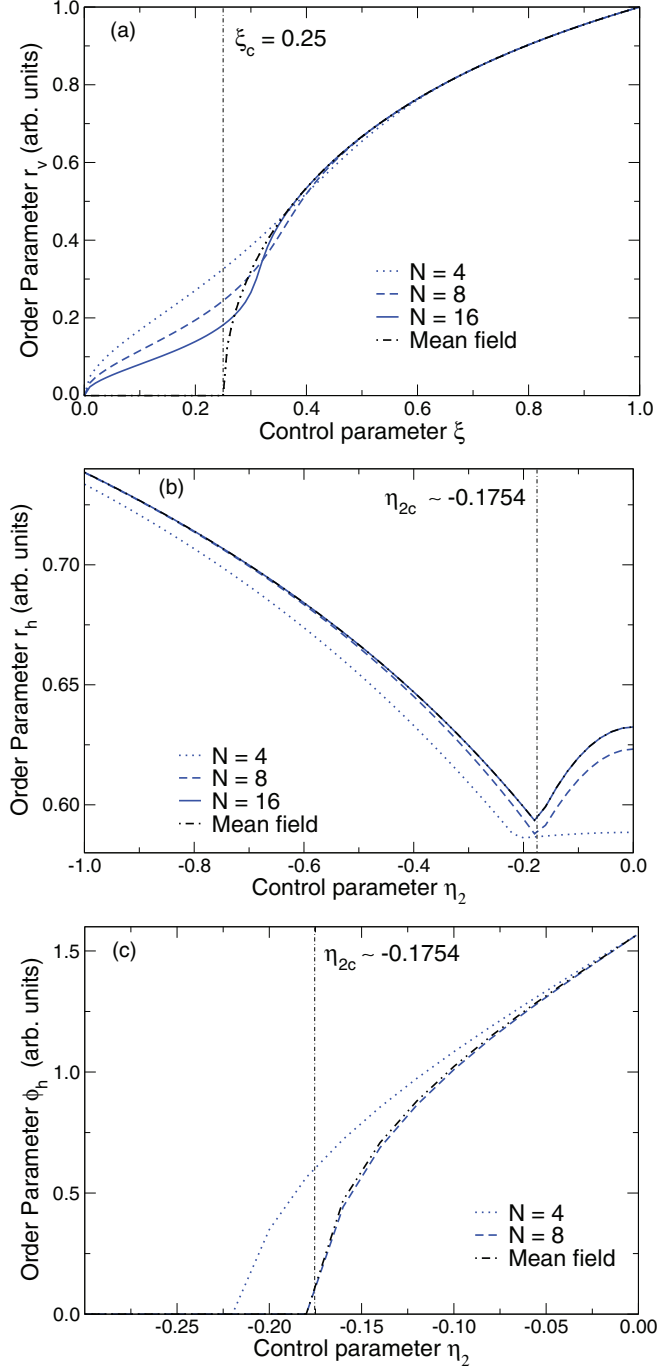 (a)
ξc = 0.25
1.0
0.8
0.6
0.4
0.2
0.0
Order Parameter rv (arb. units)
N = 4
N = 8
N = 16
Mean field
0.0 0.2 0.4 0.6 0.8 1.0
Control parameter ξ
(b)
η2c ~ -0.1754
0.70
0.65
0.60
Order Parameter rh (arb. units)
N = 4
N = 8
N = 16
Mean field
-1.0 -0.8 -0.6 -0.4 -0.2 0.0
Control parameter η2
(c)
η2c ~ -0.1754
1.5
1.0
0.5
0.0
Order Parameter ϕh (arb. units)
N = 4
N = 8
Mean field
-0.25 -0.20 -0.15 -0.10 -0.05 0.00
Control parameter η2